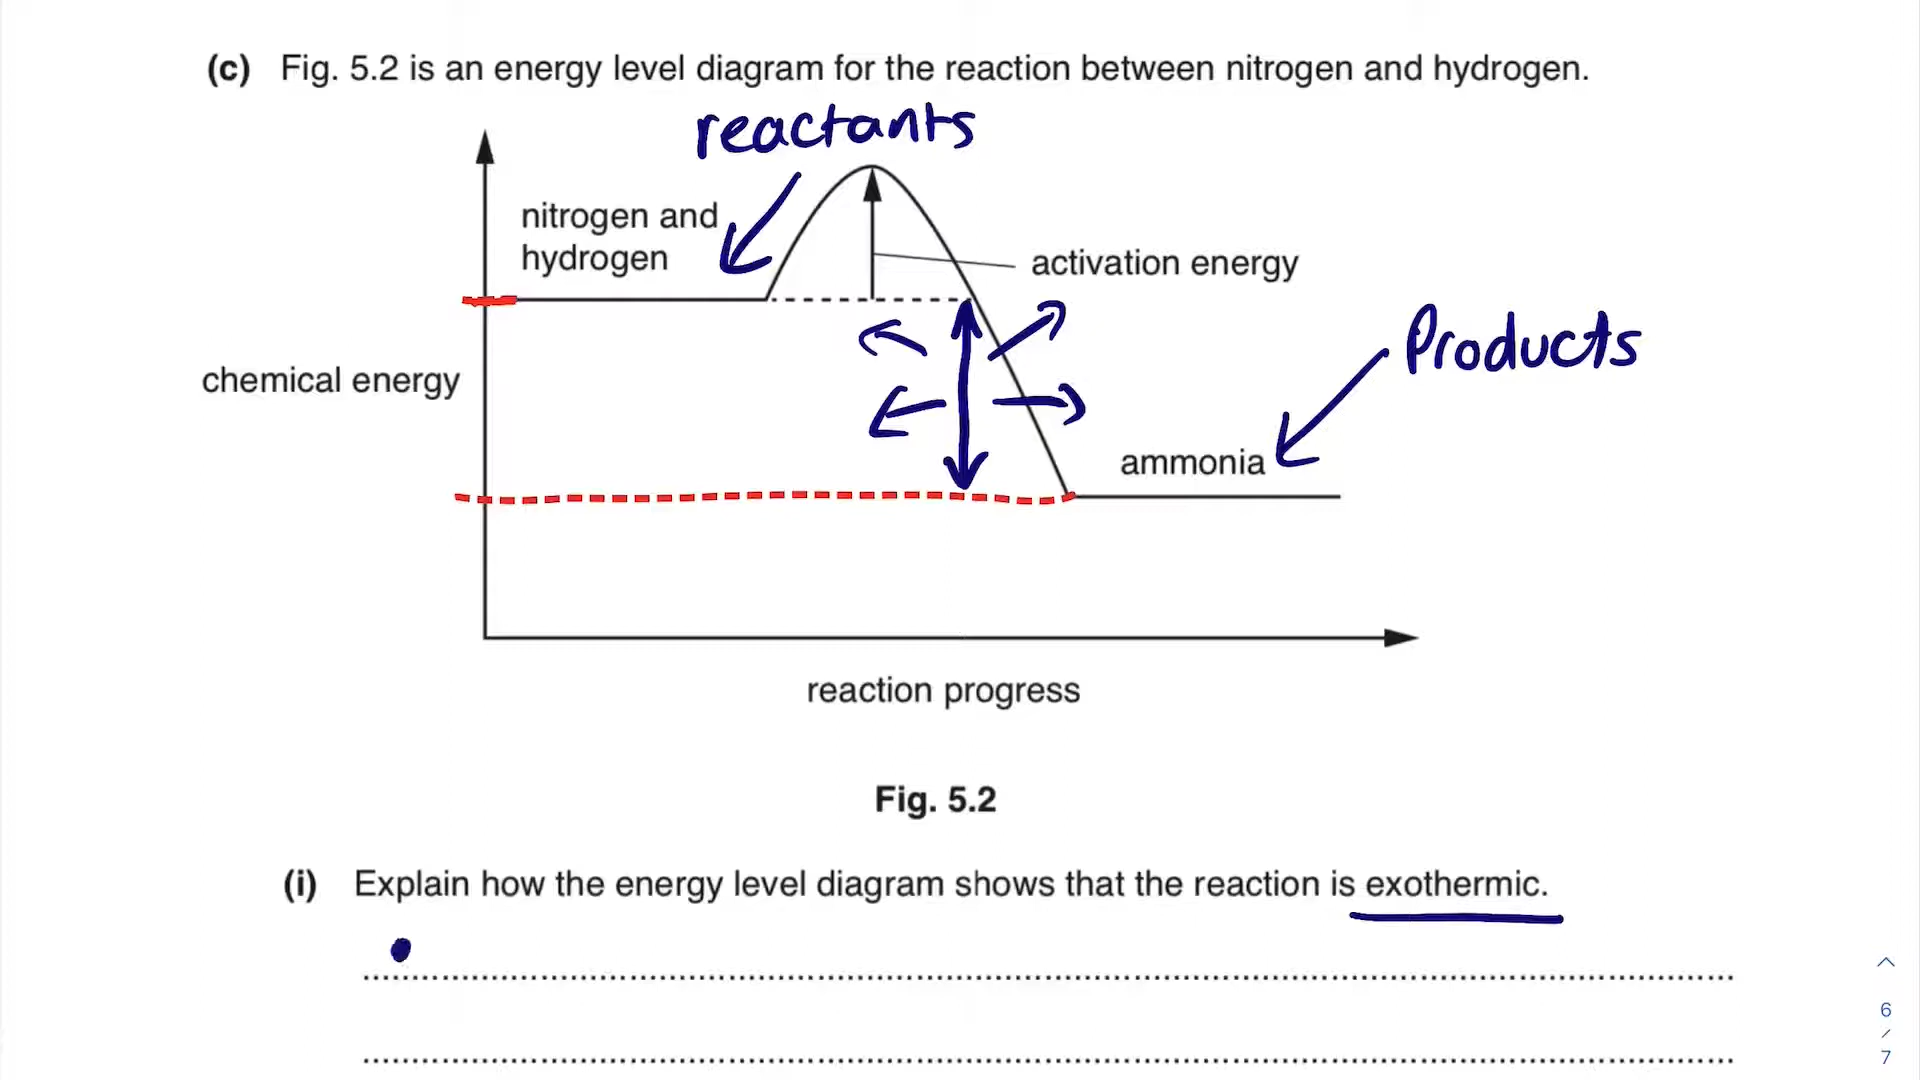 (c) Fig. 5.2 is an energy level diagram for the reaction between nitrogen and hydrogen.
reactants
nitrogen and
hydrogen
activation energy
Products
chemical energy
ammonia
reaction progress
Fig. 5.2
(i) Explain how the energy level diagram shows that the reaction is exothermic.
6
/
7